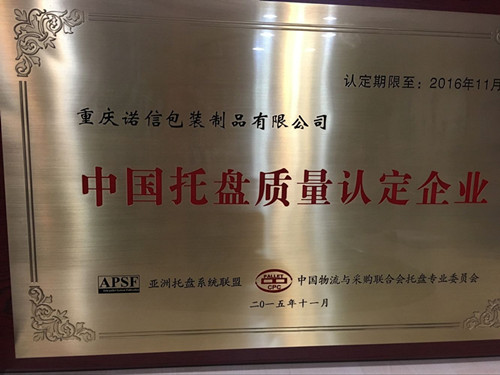 认定期限至：2016年11月
重庆诺信包装制品有限公司
中国托盘质量认定企业
APSF 亚洲托盘系统联盟 PALLET CPC 中国物流与采购联合会托盘专业委员会
二〇一五年十一月